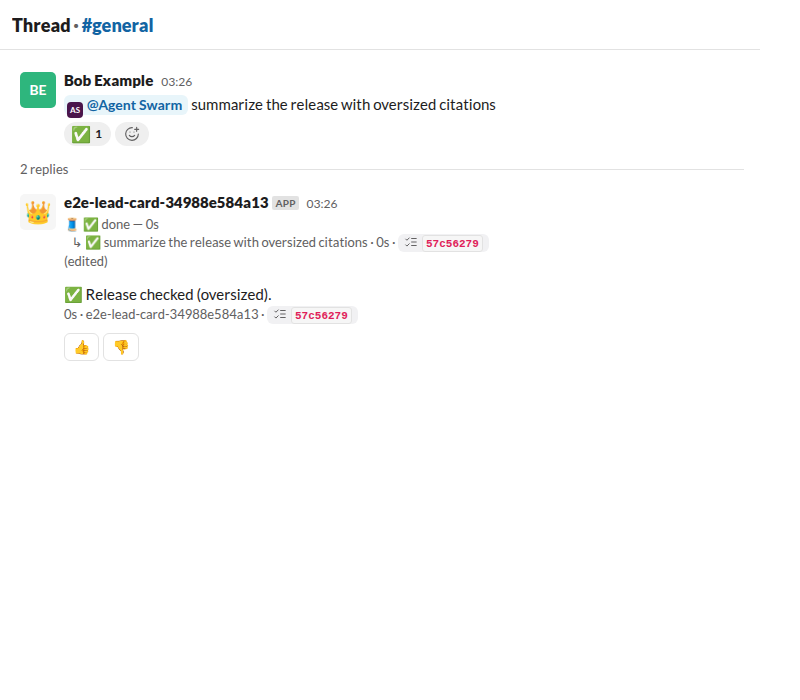 Thread • #general
BE
Bob Example 03:26
AS @Agent Swarm summarize the release with oversized citations
✅ 1
2 replies
e2e-lead-card-34988e584a13 APP 03:26
🧵 ✅ done — 0s
↳ ✅ summarize the release with oversized citations · 0s · 57c56279
(edited)
✅ Release checked (oversized).
0s · e2e-lead-card-34988e584a13 · 57c56279
👍 👎